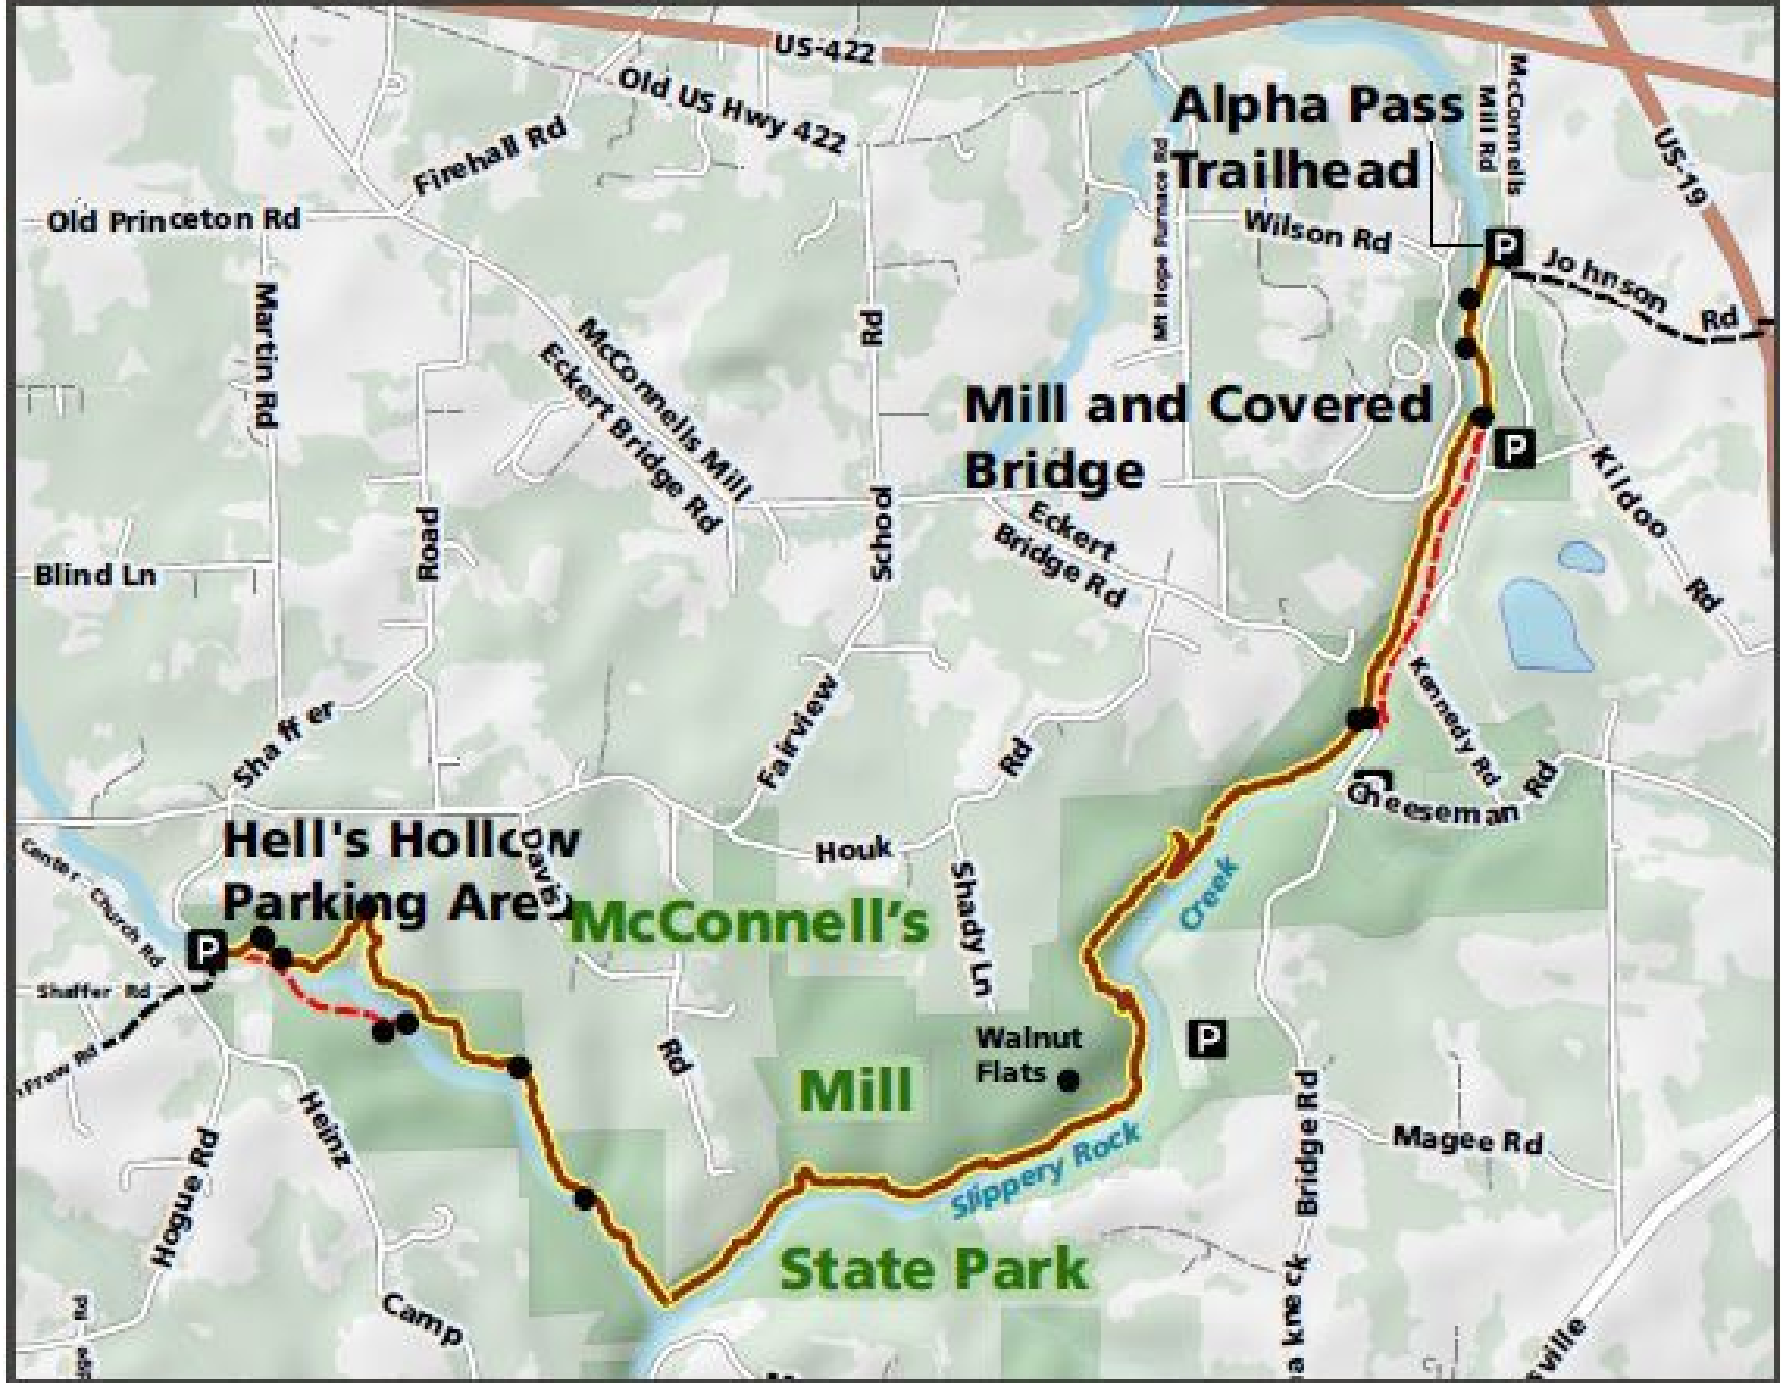 US-422
Old US Hwy 422
Firehall Rd
Old Princeton Rd
Alpha Pass
Trailhead
McConnells
Mill Rd
US-19
Mt Hope Furnace Rd
Wilson Rd
P
Johnson
Rd
Martin Rd
McConnells Mill
Eckert Bridge Rd
Rd
School
Fairview
Mill and Covered
Bridge
P
Kildoo
Rd
Eckert
Bridge Rd
Blind Ln
Road
Shaffer
Kennedy Rd
Cheeseman
Rd
Rd
Houk
Shady Ln
Hell's Hollow
Parking Area
Davis
Rd
Center Church Rd
P
Shaffer Rd
Frew Rd
McConnell's
Mill
State Park
Creek
Slippery Rock
Walnut
Flats
P
Magee Rd
Bridge Rd
Heinz
Camp
Hogue Rd
Rd